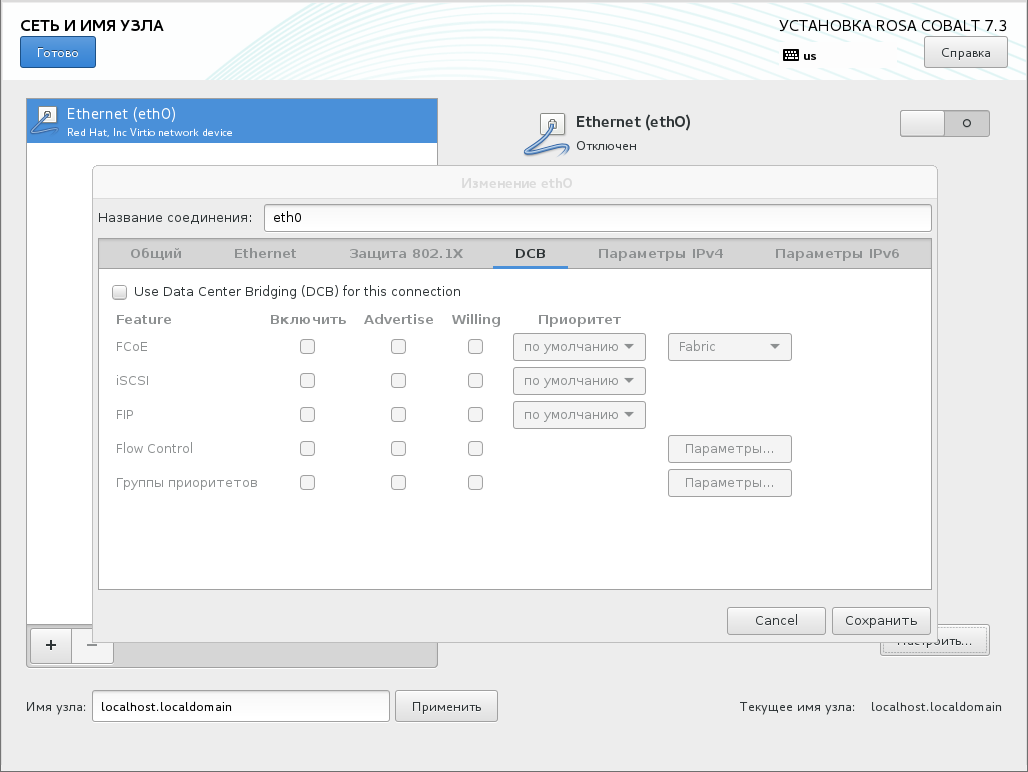 СЕТЬ И ИМЯ УЗЛА
УСТАНОВКА ROSA COBALT 7.3
Готово
us
Справка
Ethernet (eth0)
Red Hat, Inc Virtio network device
Ethernet (eth0)
Отключен
Изменение eth0
Название соединения: eth0
Общий Ethernet Защита 802.1X DCB Параметры IPv4 Параметры IPv6
Use Data Center Bridging (DCB) for this connection
Feature Включить Advertise Willing Приоритет
FCoE по умолчанию Fabric
iSCSI по умолчанию
FIP по умолчанию
Flow Control Параметры...
Группы приоритетов Параметры...
Cancel Сохранить
Настроить...
Имя узла: localhost.localdomain Применить Текущее имя узла: localhost.localdomain